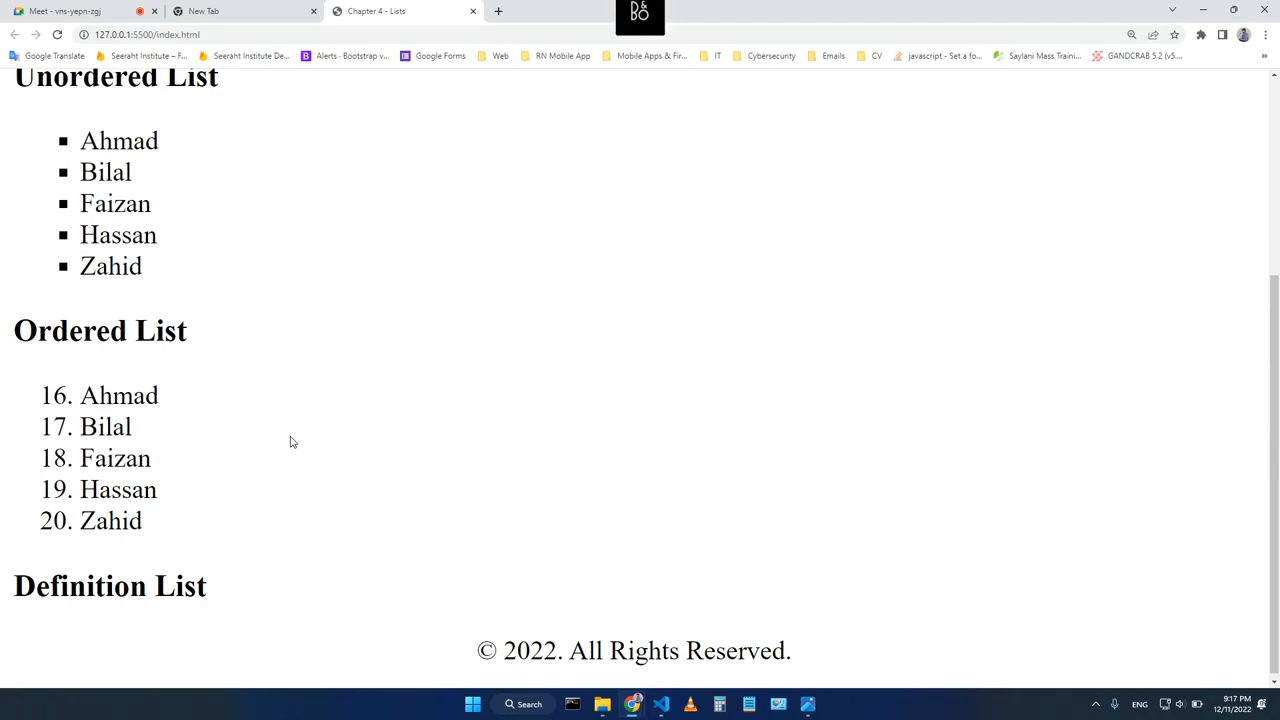 Meet - vns-yepn-zgj
New Tab
Chapter 4 - Lists
B&O
127.0.0.1:5500/index.html
Google Translate
Seeraht Institute – F...
Seeraht Institute De...
Alerts · Bootstrap v...
Google Forms
Web
RN Mobile App
Mobile Apps & Fir...
IT
Cybersecurity
Emails
CV
javascript - Set a fo...
Saylani Mass Traini...
GANDCRAB 5.2 (v5....
Unordered List
Ahmad
Bilal
Faizan
Hassan
Zahid
Ordered List
16. Ahmad
17. Bilal
18. Faizan
19. Hassan
20. Zahid
Definition List
© 2022. All Rights Reserved.
Search
ENG
9:17 PM
12/11/2022